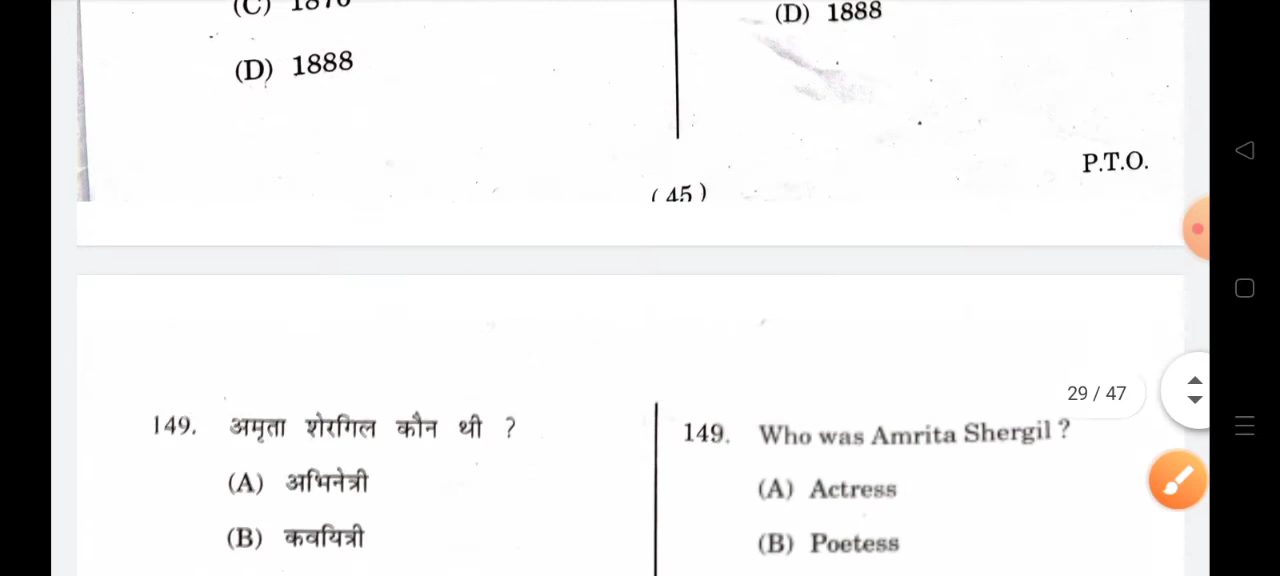 (D) 1888
(D) 1888
P.T.O.
( 45 )
29 / 47
149. अमृता शेरगिल कौन थी ?
(A) अभिनेत्री
(B) कवयित्री
149. Who was Amrita Shergil ?
(A) Actress
(B) Poetess